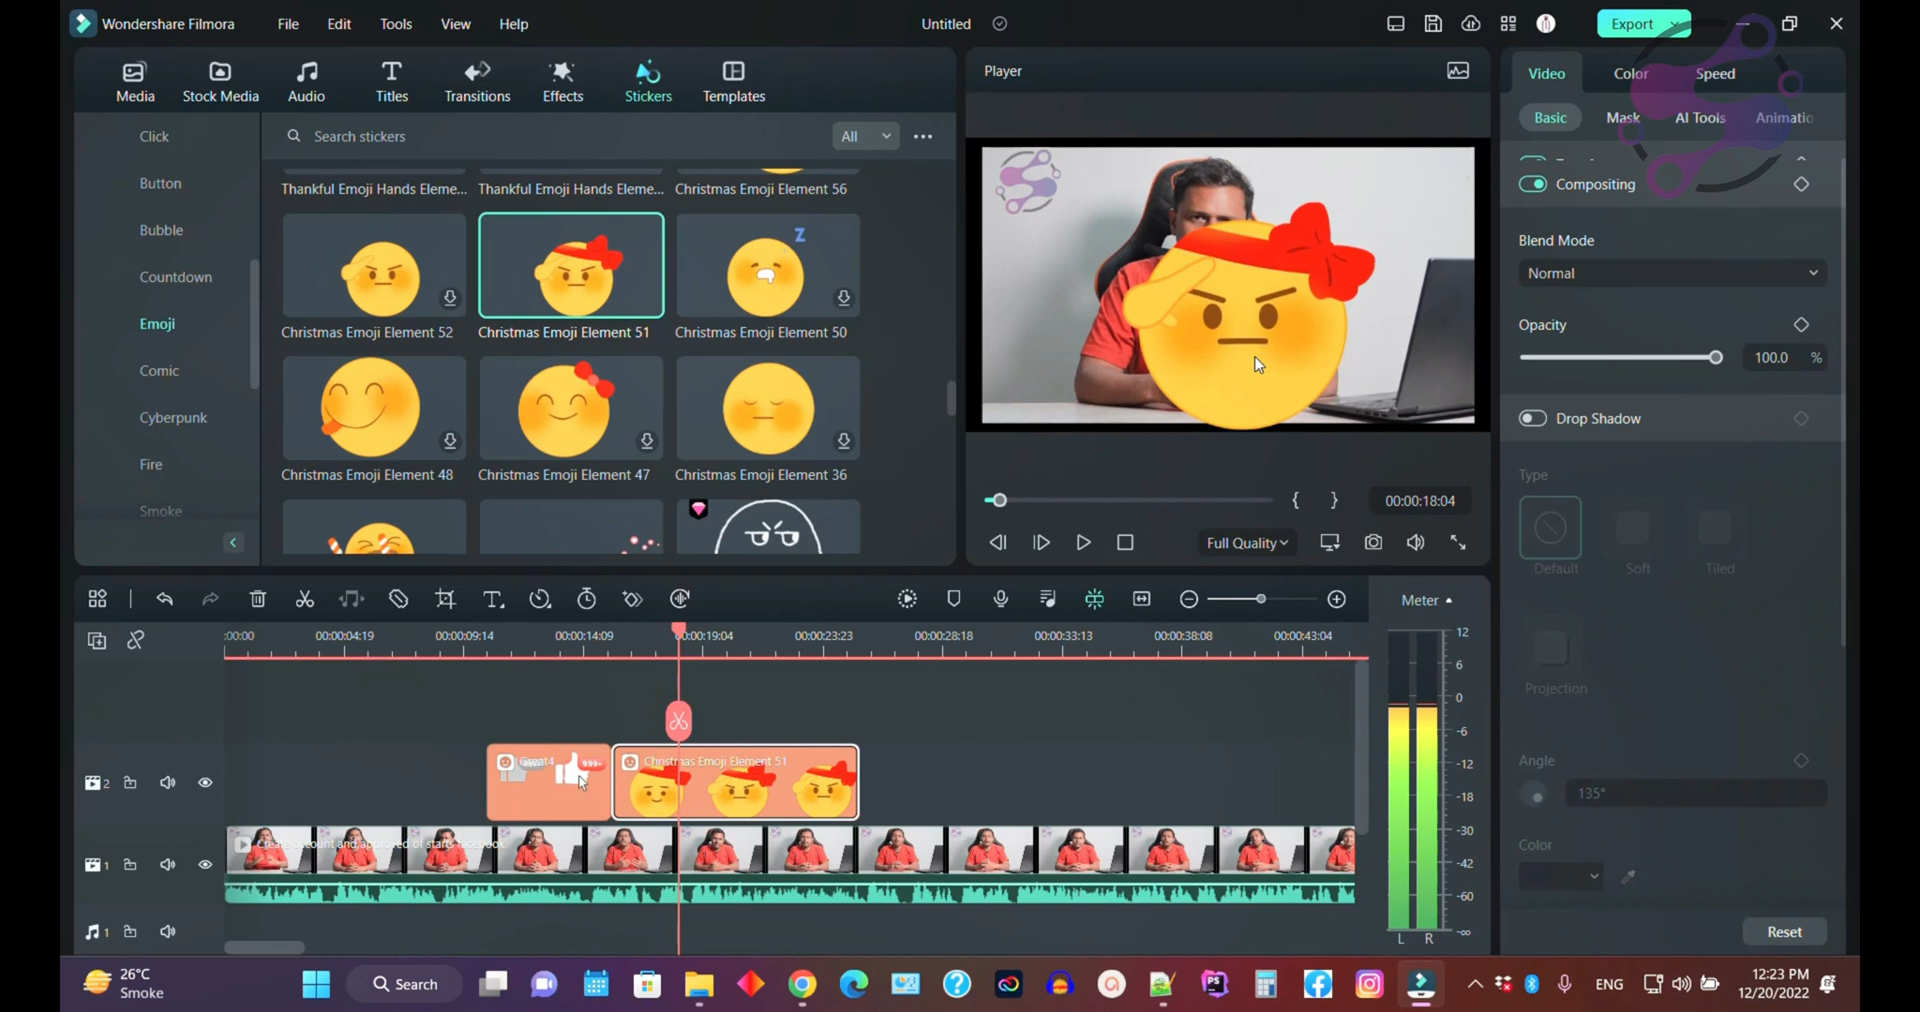 Wondershare Filmora File Edit Tools View Help Untitled Export
Media Stock Media Audio Titles Transitions Effects Stickers Templates
Click
Button
Bubble
Countdown
Emoji
Comic
Cyberpunk
Fire
Smoke
Search stickers All
Thankful Emoji Hands Eleme... Thankful Emoji Hands Eleme... Christmas Emoji Element 56
Z
Christmas Emoji Element 52 Christmas Emoji Element 51 Christmas Emoji Element 50
Christmas Emoji Element 48 Christmas Emoji Element 47 Christmas Emoji Element 36
Player
00:00:18:04
Full Quality
Video Color Speed
Basic Mask AI Tools Animatio
Compositing
Blend Mode
Normal
Opacity
100.0 %
Drop Shadow
Type
Default Soft Tiled
Projection
Angle
135°
Color
Reset
Meter
:00:00 00:00:04:19 00:00:09:14 00:00:14:09 00:00:19:04 00:00:23:23 00:00:28:18 00:00:33:13 00:00:38:08 00:00:43:04
12
6
0
-6
-12
-18
-30
-42
-60
-∞
L R
2
Great4 999+ Christmas Emoji Element 51
1
Create account and approved of starts facebook
1
26°C
Smoke
Search
PS
ENG
12:23 PM
12/20/2022